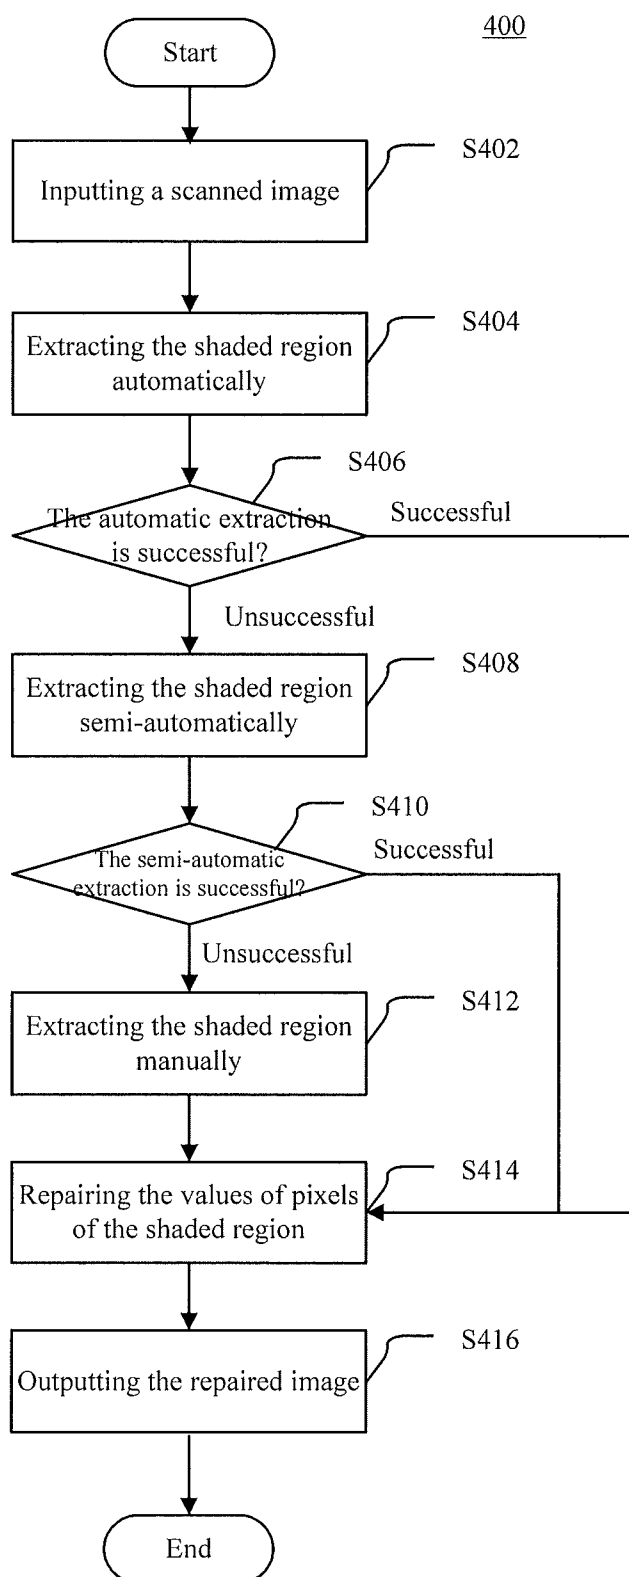 400
Start
S402
Inputting a scanned image
S404
Extracting the shaded region
automatically
S406
The automatic extraction
is successful?
Successful
Unsuccessful
S408
Extracting the shaded region
semi-automatically
S410
The semi-automatic
extraction is successful?
Successful
Unsuccessful
S412
Extracting the shaded region
manually
S414
Repairing the values of pixels
of the shaded region
S416
Outputting the repaired image
End